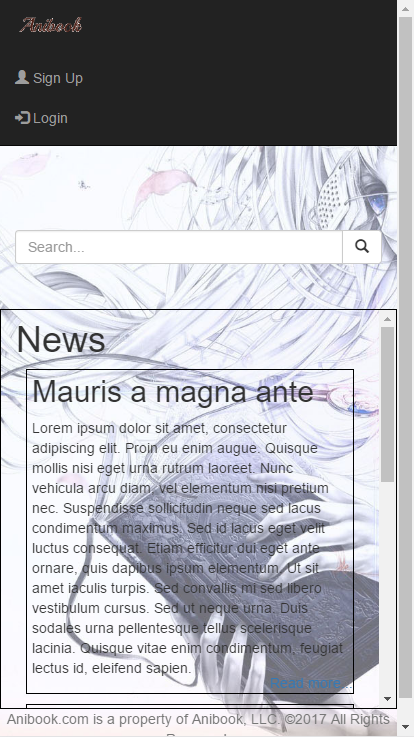 Anibook
Sign Up
Login
Search...
News
Mauris a magna ante
Lorem ipsum dolor sit amet, consectetur
adipiscing elit. Proin eu enim augue. Quisque
mollis nisi eget urna rutrum laoreet. Nunc
vehicula arcu diam, vel elementum nisi pretium
nec. Suspendisse sollicitudin neque sed lacus
condimentum maximus. Sed id lacus eget velit
luctus consequat. Etiam efficitur dui eget ante
ornare, quis dapibus ipsum elementum. Ut sit
amet iaculis turpis. Sed convallis mi sed libero
vestibulum cursus. Sed ut neque urna. Duis
sodales urna pellentesque tellus scelerisque
lacinia. Quisque vitae enim condimentum, feugiat
lectus id, eleifend sapien.
Read more...
Anibook.com is a property of Anibook, LLC. ©2017 All Rights